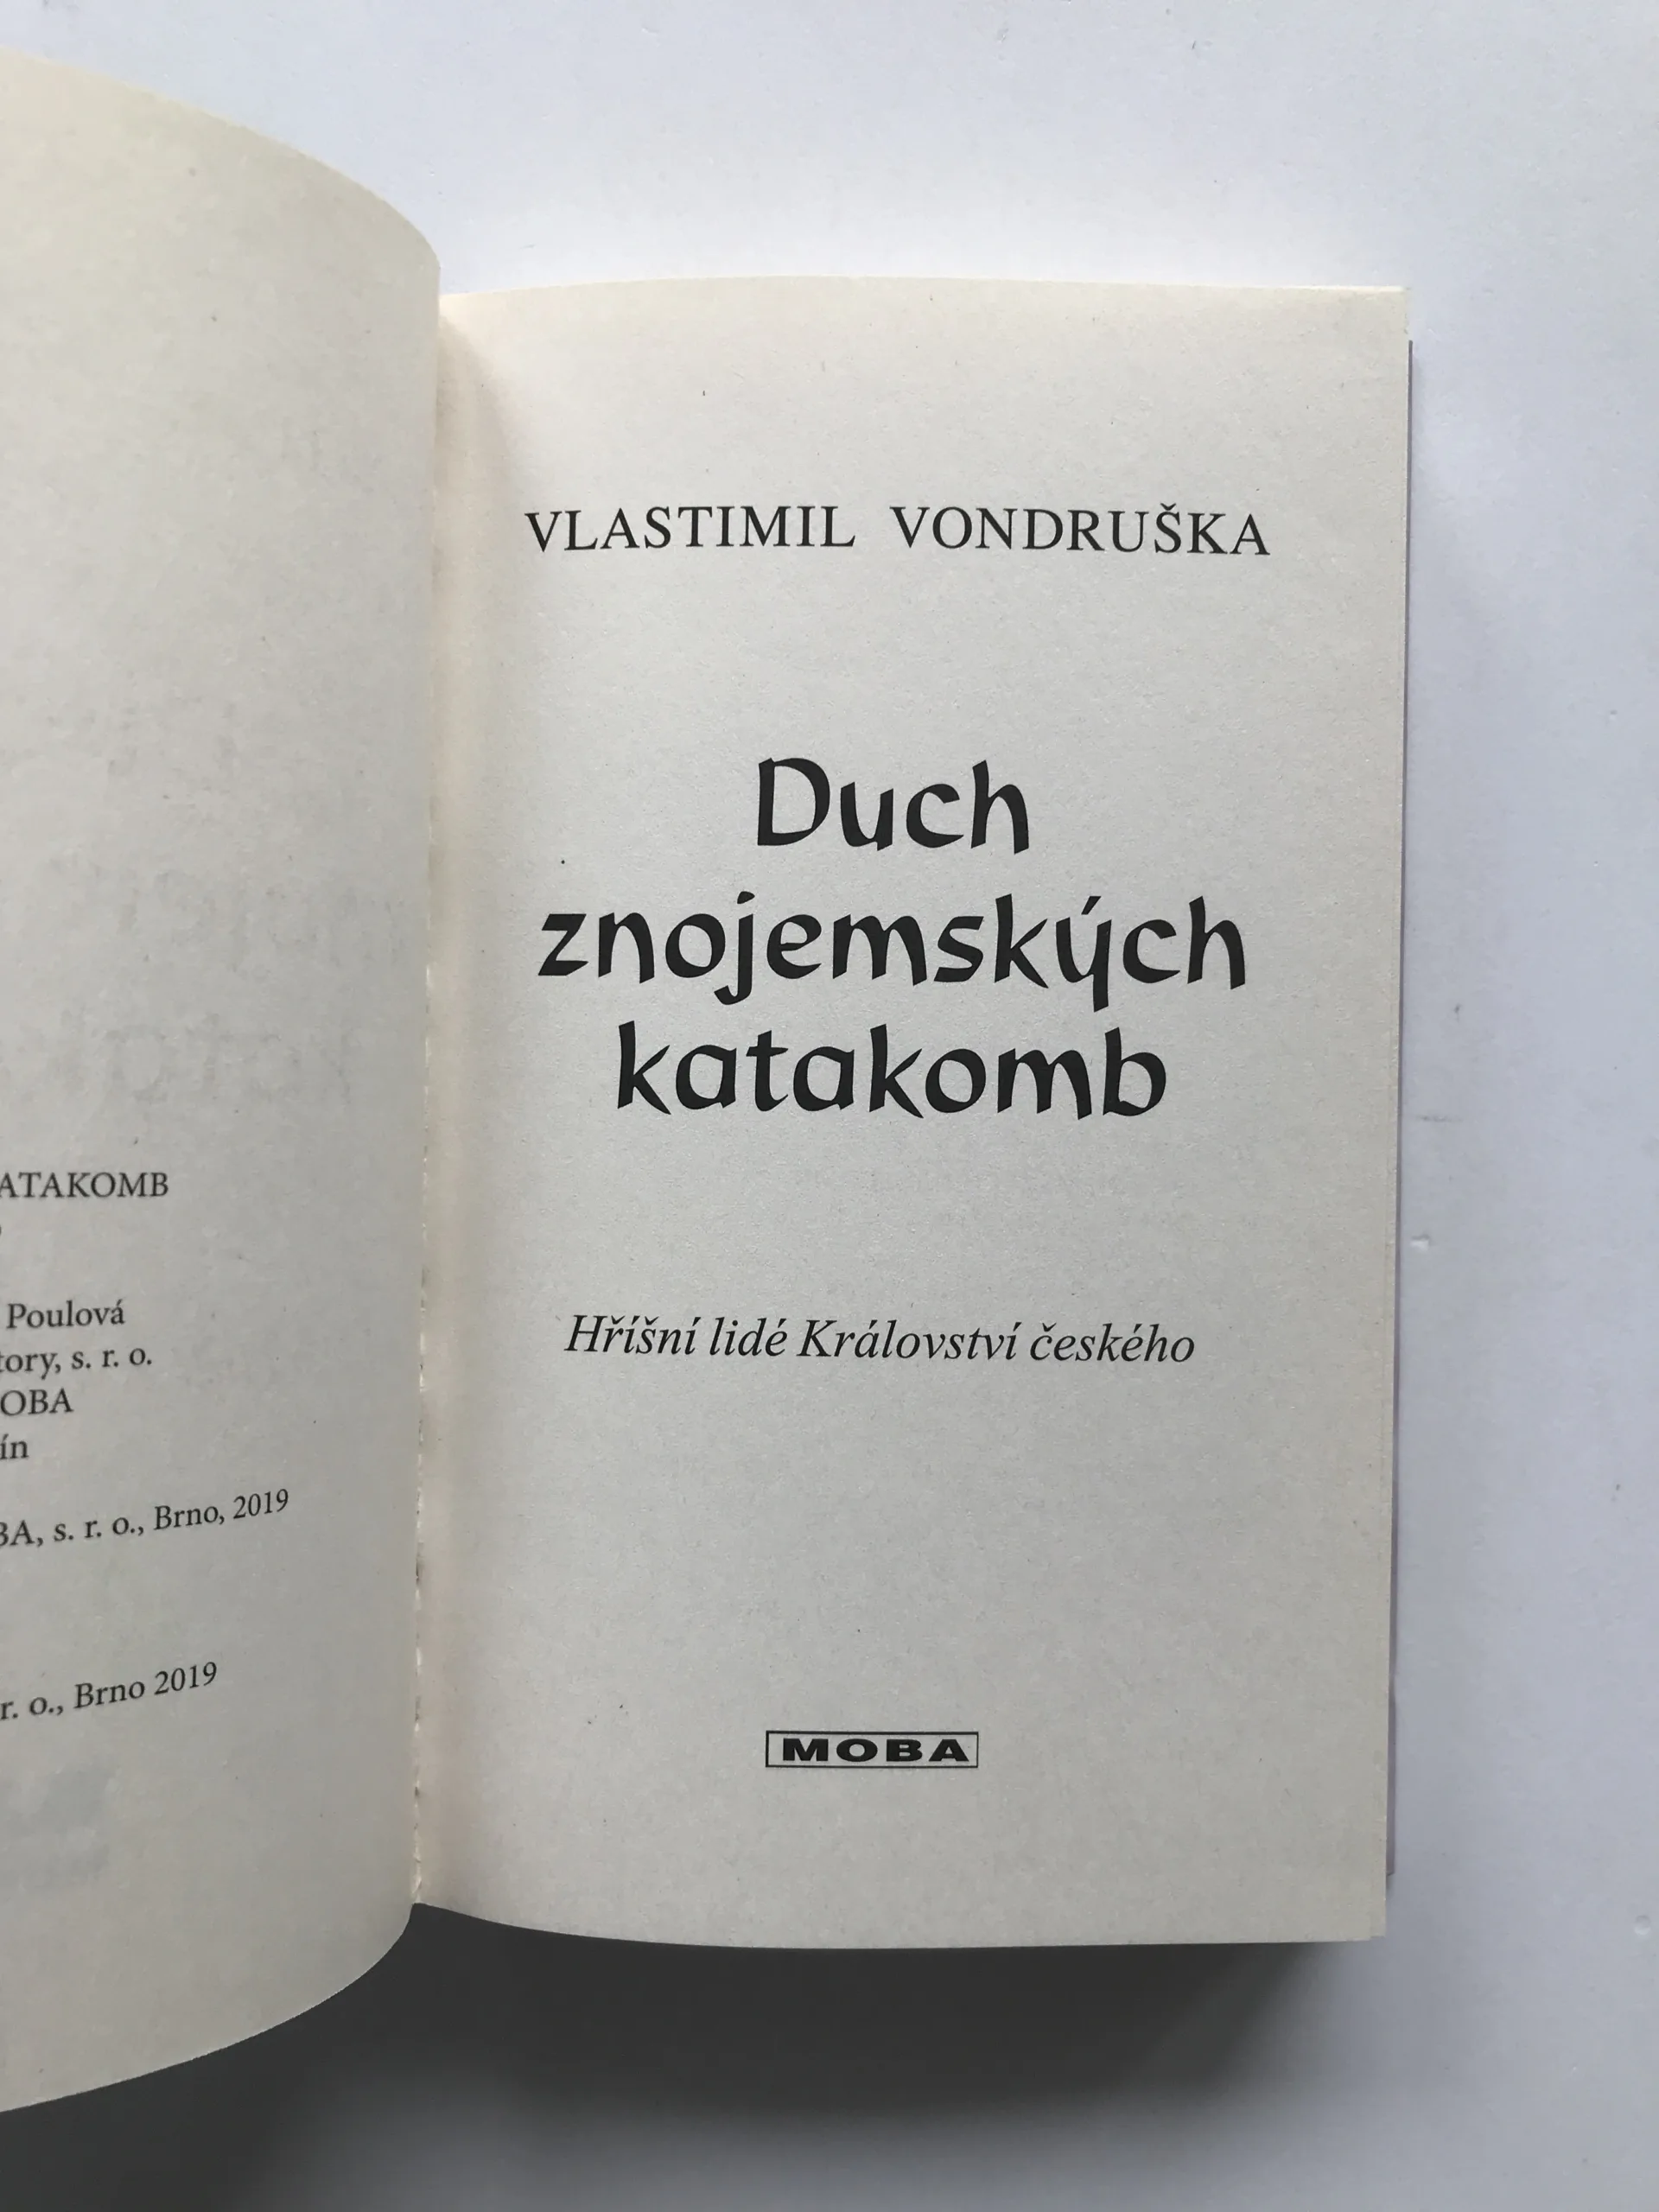 ATAKOMB
Poulová
tory, s. r. o.
OBA
ín
BA, s. r. o., Brno, 2019
r. o., Brno 2019
VLASTIMIL VONDRUŠKA
Duch
znojemských
katakomb
Hříšní lidé Království českého
MOBA